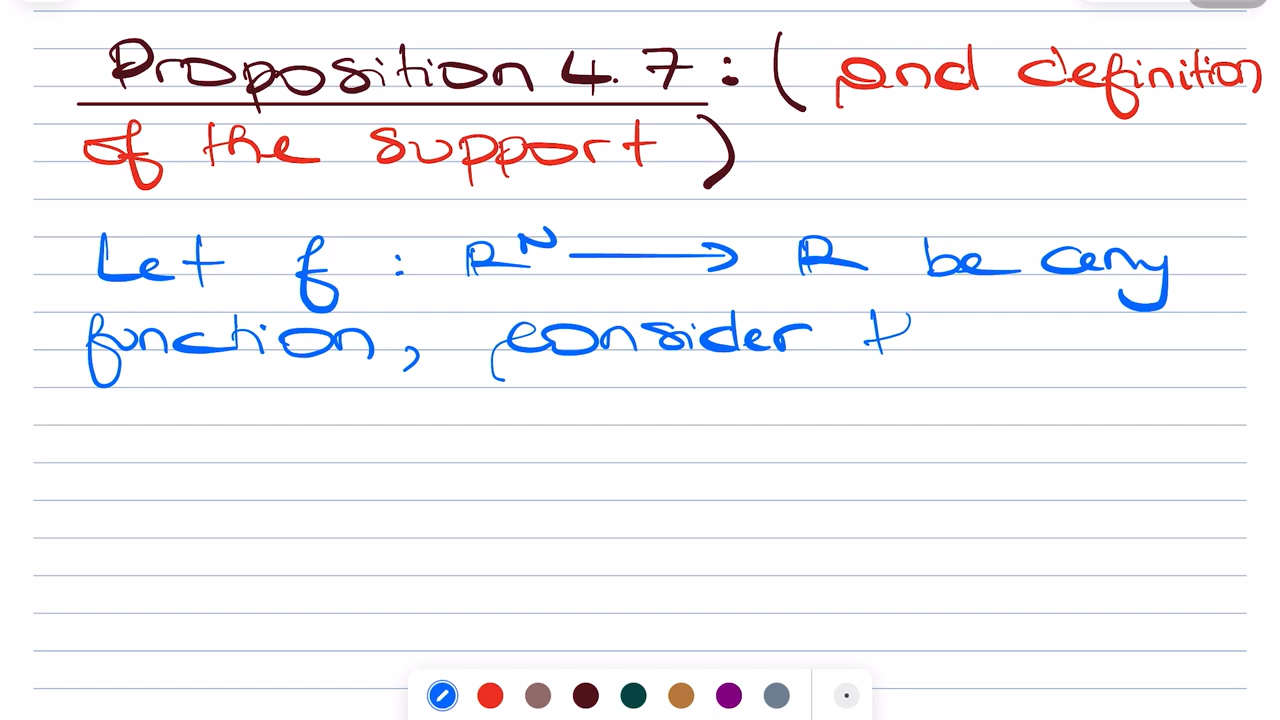 Proposition 4.7 : ( and definition
of the support )
Let f : R^N ⟶ R be any
function, consider t